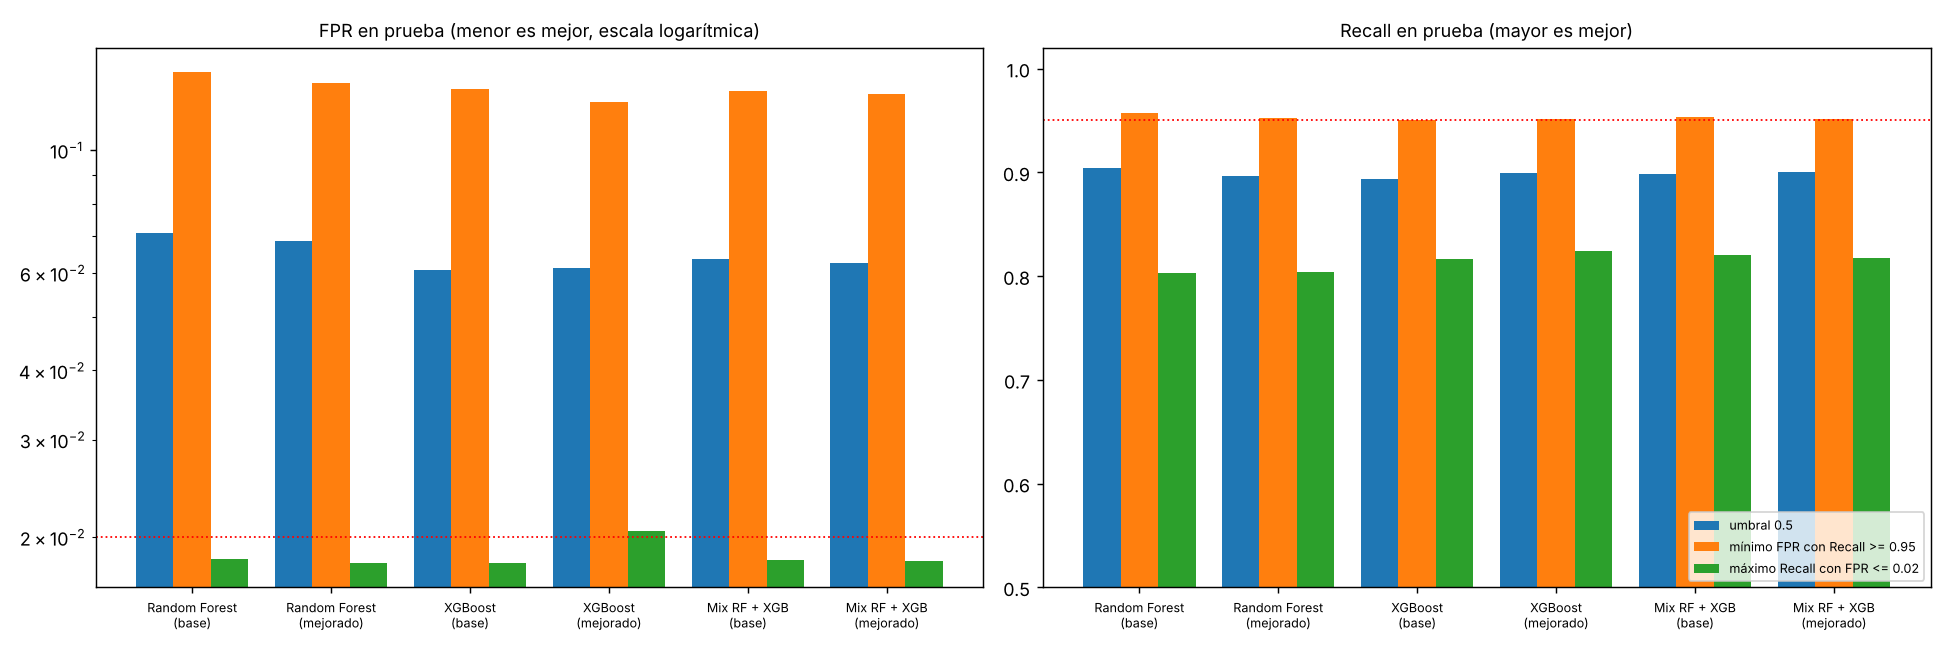 FPR en prueba (menor es mejor, escala logarítmica)
10⁻¹
6 × 10⁻²
4 × 10⁻²
3 × 10⁻²
2 × 10⁻²
Random Forest
(base)
Random Forest
(mejorado)
XGBoost
(base)
XGBoost
(mejorado)
Mix RF + XGB
(base)
Mix RF + XGB
(mejorado)
Recall en prueba (mayor es mejor)
1.0
0.9
0.8
0.7
0.6
0.5
umbral 0.5
mínimo FPR con Recall >= 0.95
máximo Recall con FPR <= 0.02
Random Forest
(base)
Random Forest
(mejorado)
XGBoost
(base)
XGBoost
(mejorado)
Mix RF + XGB
(base)
Mix RF + XGB
(mejorado)